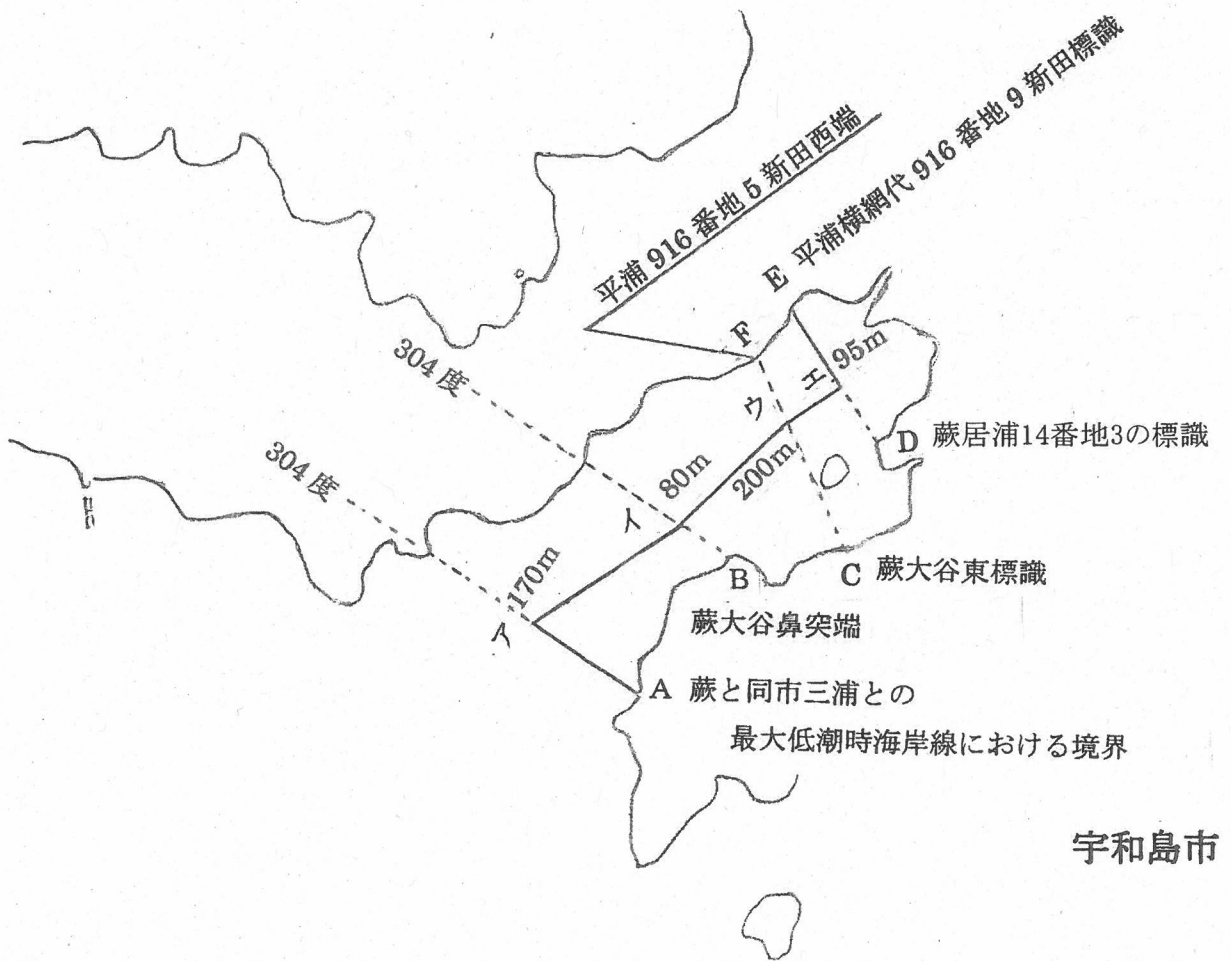 平浦916番地5新田西端
E 平浦横網代916番地9新田標識
F
304度
304度
95m
エ
ウ
D 蕨居浦14番地3の標識
80m
200m
イ
B
C 蕨大谷東標識
170m
ア
蕨大谷鼻突端
A 蕨と同市三浦との
最大低潮時海岸線における境界
宇和島市